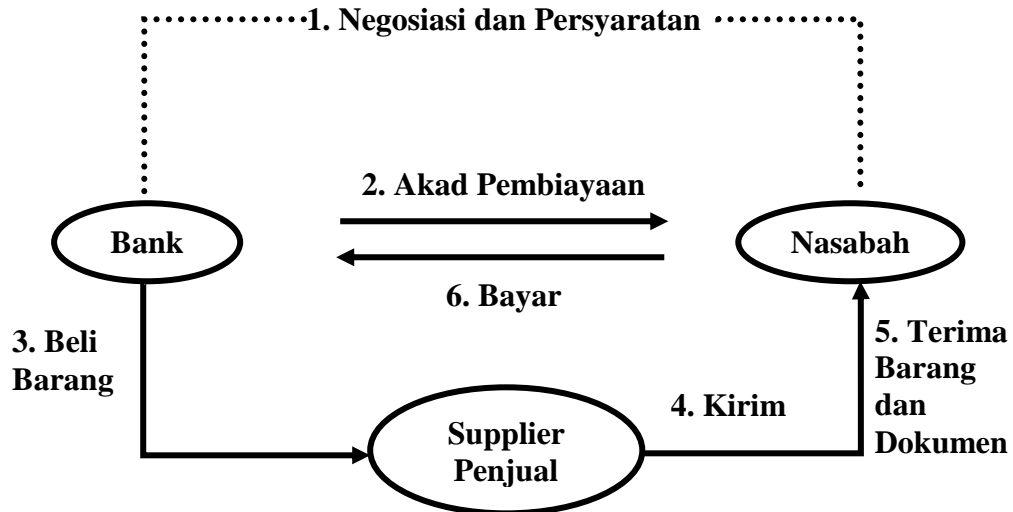 1. Negosiasi dan Persyaratan
2. Akad Pembiayaan
Bank
Nasabah
6. Bayar
3. Beli
Barang
5. Terima
Barang
dan
Dokumen
4. Kirim
Supplier
Penjual